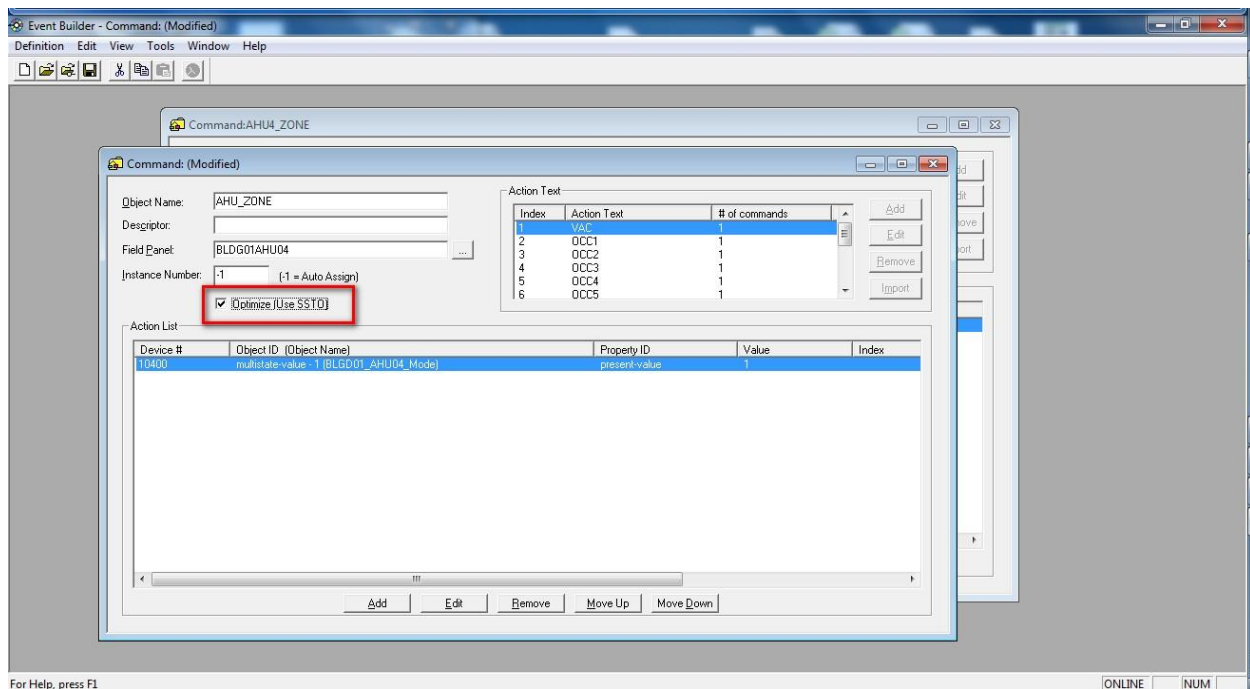 Event Builder - Command: (Modified)
Definition Edit View Tools Window Help
Command:AHU4_ZONE
Command: (Modified)
Object Name: AHU_ZONE
Descriptor:
Field Panel: BLDG01AHU04 ...
Instance Number: -1 (-1 = Auto Assign)
Optimize (Use SSTO)
Action Text
Index Action Text # of commands
1 VAC 1
2 OCC1 1
3 OCC2 1
4 OCC3 1
5 OCC4 1
6 OCC5 1
Add
Edit
Remove
Import
Action List
Device # Object ID (Object Name) Property ID Value Index
10400 multistate-value - 1 (BLGD01_AHU04_Mode) present-value 1
Add Edit Remove Move Up Move Down
For Help, press F1 ONLINE NUM